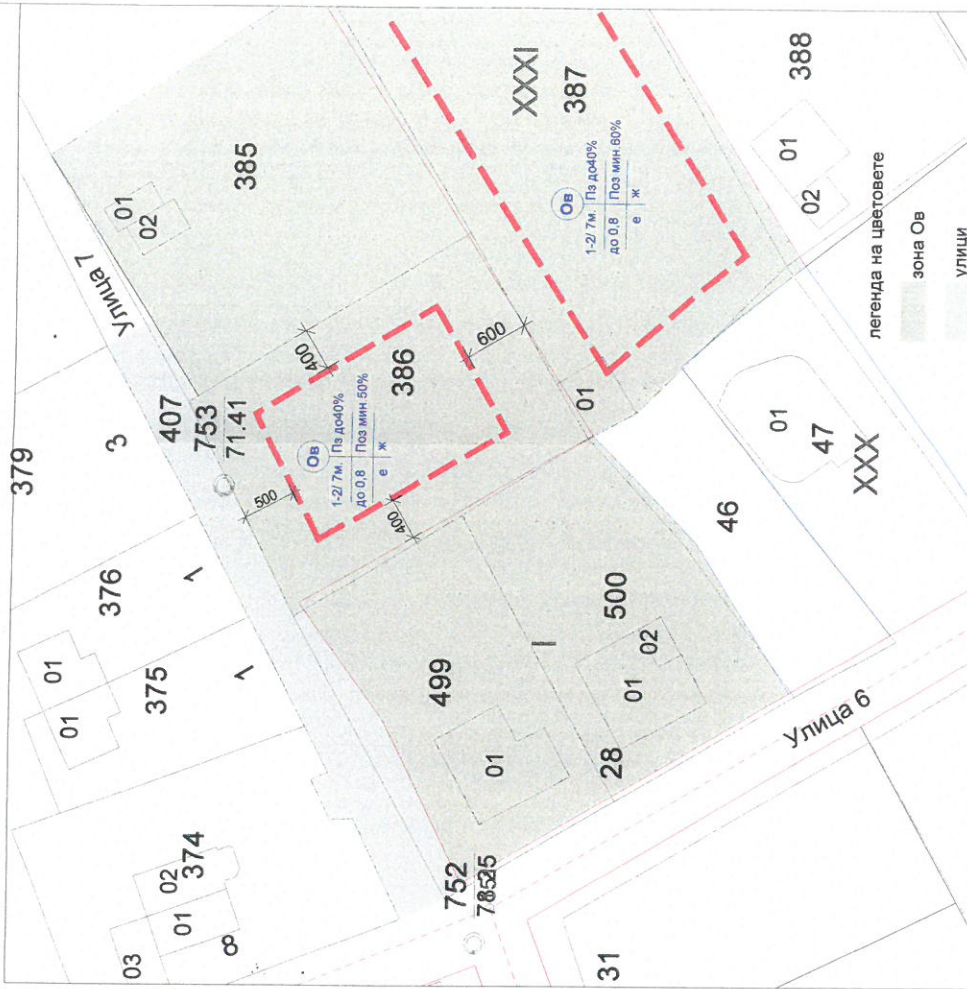 379
Улица 7
407
753
71.41
3
376
01
01
375
1
1
374
03
02
01
8
01
02
385
400
500
400
600
386
Ов
1-2/ 7м. Пз до40%
до 0,8 Поз мин.50%
е ж
XXXI
387
Ов
1-2/ 7м. Пз до40%
до 0,8 Поз мин.60%
е ж
388
01
02
01
499
01
I
500
01
02
28
46
01
47
XXX
Улица 6
752
31
легенда на цветовете
зона Ов
улици